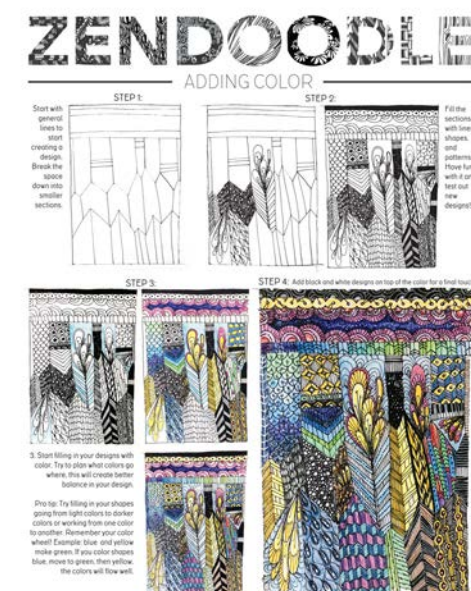 ZENDOODLE
ADDING COLOR
STEP 1:
Start with
general
lines to
start
creating a
design.
Break the
space
down into
smaller
sections.
STEP 2:
Fill the
sections
with line
shapes,
and
patterns
Have fun
with it an
test out
new
designs!
STEP 3:
3. Start filling in your designs with
color. Try to plan what colors go
where, this will create better
balance in your design.
Pro tip: Try filling in your shapes
going from light colors to darker
colors or working from one color
to another. Remember your color
wheel! Example: blue and yellow
make green. If you color shapes
blue, move to green, then yellow,
the colors will flow well.
STEP 4: Add black and white designs on top of the color for a final touc